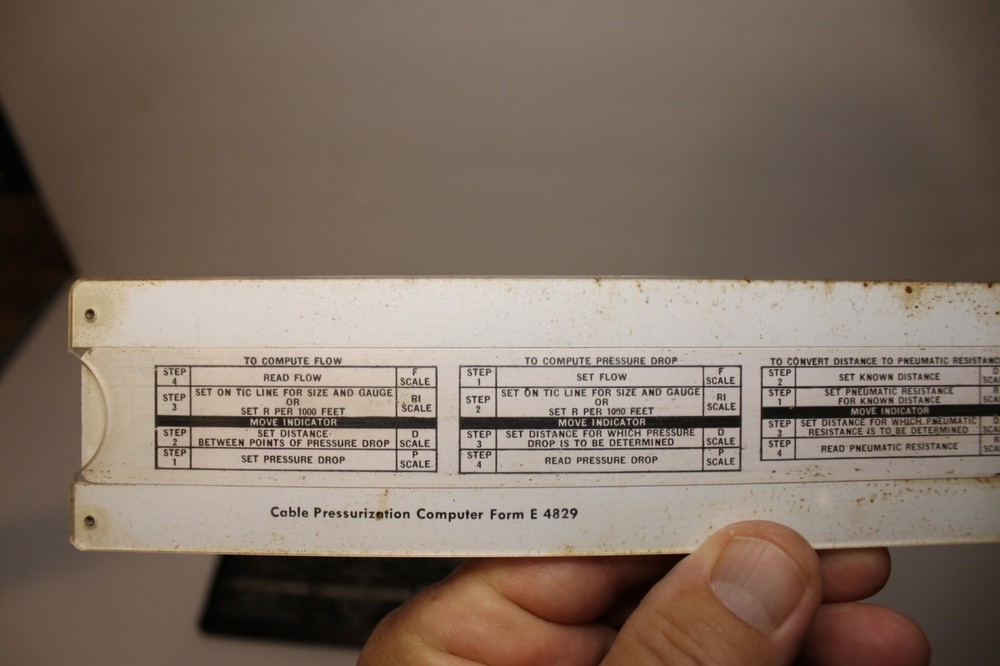 TO COMPUTE FLOW
STEP 4 READ FLOW F SCALE
STEP 3 SET ON TIC LINE FOR SIZE AND GAUGE
OR
SET R PER 1000 FEET RI SCALE
MOVE INDICATOR
STEP 2 SET DISTANCE
BETWEEN POINTS OF PRESSURE DROP D SCALE
STEP 1 SET PRESSURE DROP P SCALE
TO COMPUTE PRESSURE DROP
STEP 1 SET FLOW F SCALE
STEP 2 SET ON TIC LINE FOR SIZE AND GAUGE
OR
SET R PER 1000 FEET RI SCALE
MOVE INDICATOR
STEP 3 SET DISTANCE FOR WHICH PRESSURE
DROP IS TO BE DETERMINED D SCALE
STEP 4 READ PRESSURE DROP P SCALE
TO CONVERT DISTANCE TO PNEUMATIC RESISTANC
STEP 2 SET KNOWN DISTANCE D
STEP 1 SET PNEUMATIC RESISTANCE
FOR KNOWN DISTANCE
MOVE INDICATOR
STEP 3 SET DISTANCE FOR WHICH PNEUMATIC
RESISTANCE IS TO BE DETERMINED
STEP 4 READ PNEUMATIC RESISTANCE
Cable Pressurization Computer Form E 4829